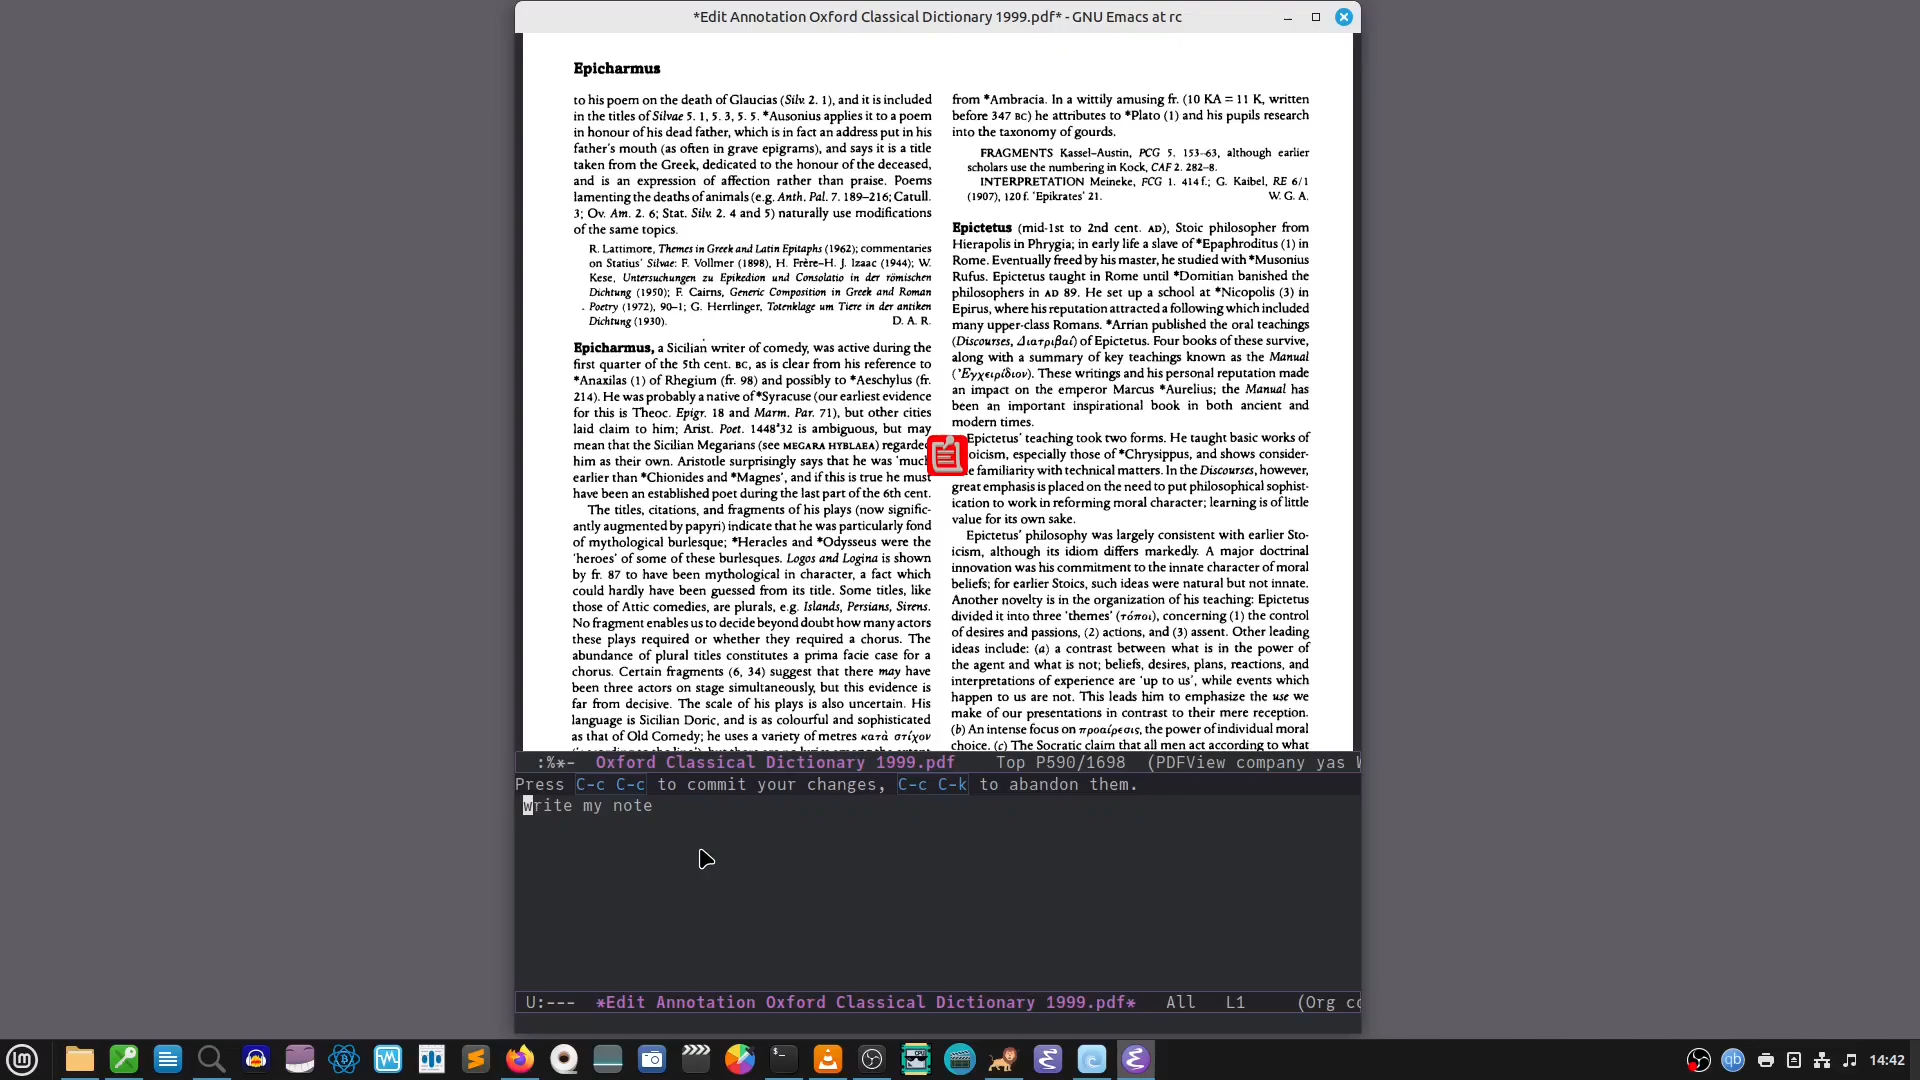 *Edit Annotation Oxford Classical Dictionary 1999.pdf* - GNU Emacs at rc
Epicharmus
to his poem on the death of Glaucias (Silv. 2. 1), and it is included
in the titles of Silvae 5. 1, 5. 3, 5. 5. *Ausonius applies it to a poem
in honour of his dead father, which is in fact an address put in his
father's mouth (as often in grave epigrams), and says it is a title
taken from the Greek, dedicated to the honour of the deceased,
and is an expression of affection rather than praise. Poems
lamenting the deaths of animals (e.g. Anth. Pal. 7. 189–216; Catull.
3; Ov. Am. 2. 6; Stat. Silv. 2. 4 and 5) naturally use modifications
of the same topics.
R. Lattimore, Themes in Greek and Latin Epitaphs (1962); commentaries
on Statius' Silvae: F. Vollmer (1898), H. Frère–H. J. Izaac (1944); W.
Kese, Untersuchungen zu Epikedion und Consolatio in der römischen
Dichtung (1950); F. Cairns, Generic Composition in Greek and Roman
Poetry (1972), 90–1; G. Herrlinger, Totenklage um Tiere in der antiken
Dichtung (1930). D. A. R.
Epicharmus, a Sicilian writer of comedy, was active during the
first quarter of the 5th cent. BC, as is clear from his reference to
*Anaxilas (1) of Rhegium (fr. 98) and possibly to *Aeschylus (fr.
214). He was probably a native of *Syracuse (our earliest evidence
for this is Theoc. Epigr. 18 and Marm. Par. 71), but other cities
laid claim to him; Arist. Poet. 1448ᵃ32 is ambiguous, but may
mean that the Sicilian Megarians (see MEGARA HYBLAEA) regarded
him as their own. Aristotle surprisingly says that he was 'much
earlier than *Chionides and *Magnes', and if this is true he must
have been an established poet during the last part of the 6th cent.
The titles, citations, and fragments of his plays (now signific-
antly augmented by papyri) indicate that he was particularly fond
of mythological burlesque; *Heracles and *Odysseus were the
'heroes' of some of these burlesques. Logos and Logina is shown
by fr. 87 to have been mythological in character, a fact which
could hardly have been guessed from its title. Some titles, like
those of Attic comedies, are plurals, e.g. Islands, Persians, Sirens.
No fragment enables us to decide beyond doubt how many actors
these plays required or whether they required a chorus. The
abundance of plural titles constitutes a prima facie case for a
chorus. Certain fragments (6, 34) suggest that there may have
been three actors on stage simultaneously, but this evidence is
far from decisive. The scale of his plays is also uncertain. His
language is Sicilian Doric, and is as colourful and sophisticated
as that of Old Comedy; he uses a variety of metres κατὰ στίχον
from *Ambracia. In a wittily amusing fr. (10 KA = 11 K, written
before 347 BC) he attributes to *Plato (1) and his pupils research
into the taxonomy of gourds.
FRAGMENTS Kassel–Austin, PCG 5. 153–63, although earlier
scholars use the numbering in Kock, CAF 2. 282–8.
INTERPRETATION Meineke, FCG 1. 414 f.; G. Kaibel, RE 6/1
(1907), 120 f. 'Epikrates' 21. W. G. A.
Epictetus (mid-1st to 2nd cent. AD), Stoic philosopher from
Hierapolis in Phrygia; in early life a slave of *Epaphroditus (1) in
Rome. Eventually freed by his master, he studied with *Musonius
Rufus. Epictetus taught in Rome until *Domitian banished the
philosophers in AD 89. He set up a school at *Nicopolis (3) in
Epirus, where his reputation attracted a following which included
many upper-class Romans. *Arrian published the oral teachings
(Discourses, Διατριβαί) of Epictetus. Four books of these survive,
along with a summary of key teachings known as the Manual
(Ἐγχειρίδιον). These writings and his personal reputation made
an impact on the emperor Marcus *Aurelius; the Manual has
been an important inspirational book in both ancient and
modern times.
Epictetus' teaching took two forms. He taught basic works of
oicism, especially those of *Chrysippus, and shows consider-
e familiarity with technical matters. In the Discourses, however,
great emphasis is placed on the need to put philosophical sophist-
ication to work in reforming moral character; learning is of little
value for its own sake.
Epictetus' philosophy was largely consistent with earlier Sto-
icism, although its idiom differs markedly. A major doctrinal
innovation was his commitment to the innate character of moral
beliefs; for earlier Stoics, such ideas were natural but not innate.
Another novelty is in the organization of his teaching: Epictetus
divided it into three 'themes' (τόποι), concerning (1) the control
of desires and passions, (2) actions, and (3) assent. Other leading
ideas include: (a) a contrast between what is in the power of
the agent and what is not; beliefs, desires, plans, reactions, and
interpretations of experience are 'up to us', while events which
happen to us are not. This leads him to emphasize the use we
make of our presentations in contrast to their mere reception.
(b) An intense focus on προαίρεσις, the power of individual moral
choice. (c) The Socratic claim that all men act according to what
:%*- Oxford Classical Dictionary 1999.pdf Top P590/1698 (PDFView company yas W
Press C-c C-c to commit your changes, C-c C-k to abandon them.
write my note
U:--- *Edit Annotation Oxford Classical Dictionary 1999.pdf* All L1 (Org co
CPU
qb
14:42